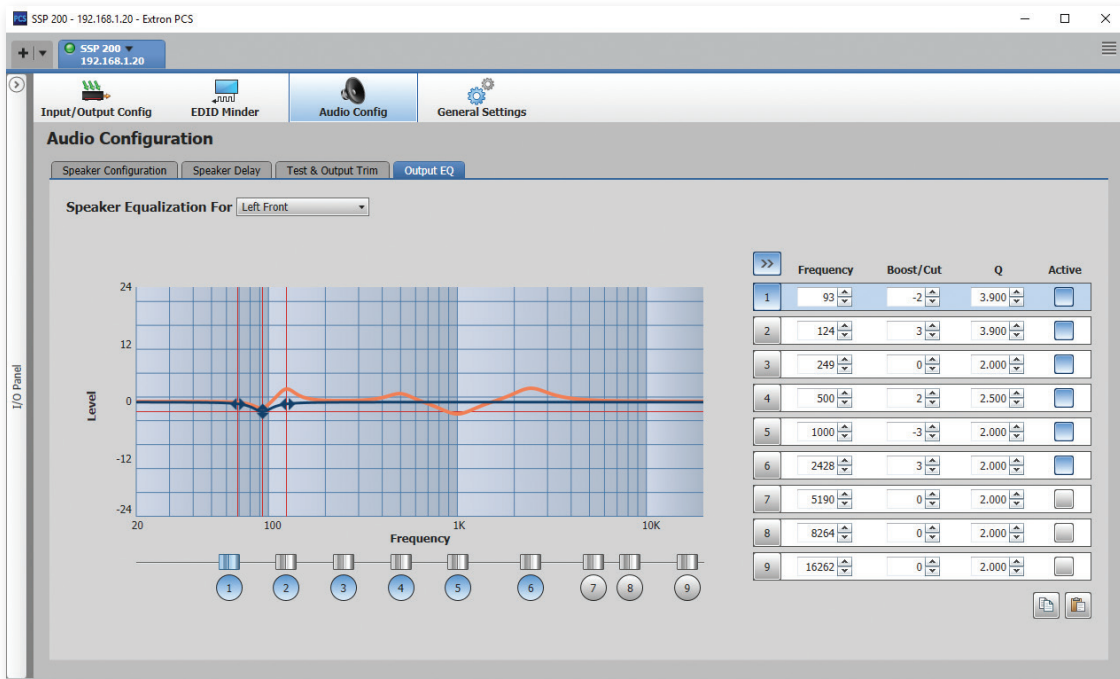 PCS SSP 200 - 192.168.1.20 - Extron PCS
SSP 200
192.168.1.20
Input/Output Config EDID Minder Audio Config General Settings
Audio Configuration
Speaker Configuration Speaker Delay Test & Output Trim Output EQ
Speaker Equalization For Left Front
I/O Panel
Level
24
12
0
-12
-24
20 100 1K 10K
Frequency
1 2 3 4 5 6 7 8 9
>> Frequency Boost/Cut Q Active
1 93 -2 3.900
2 124 3 3.900
3 249 0 2.000
4 500 2 2.500
5 1000 -3 2.000
6 2428 3 2.000
7 5190 0 2.000
8 8264 0 2.000
9 16262 0 2.000